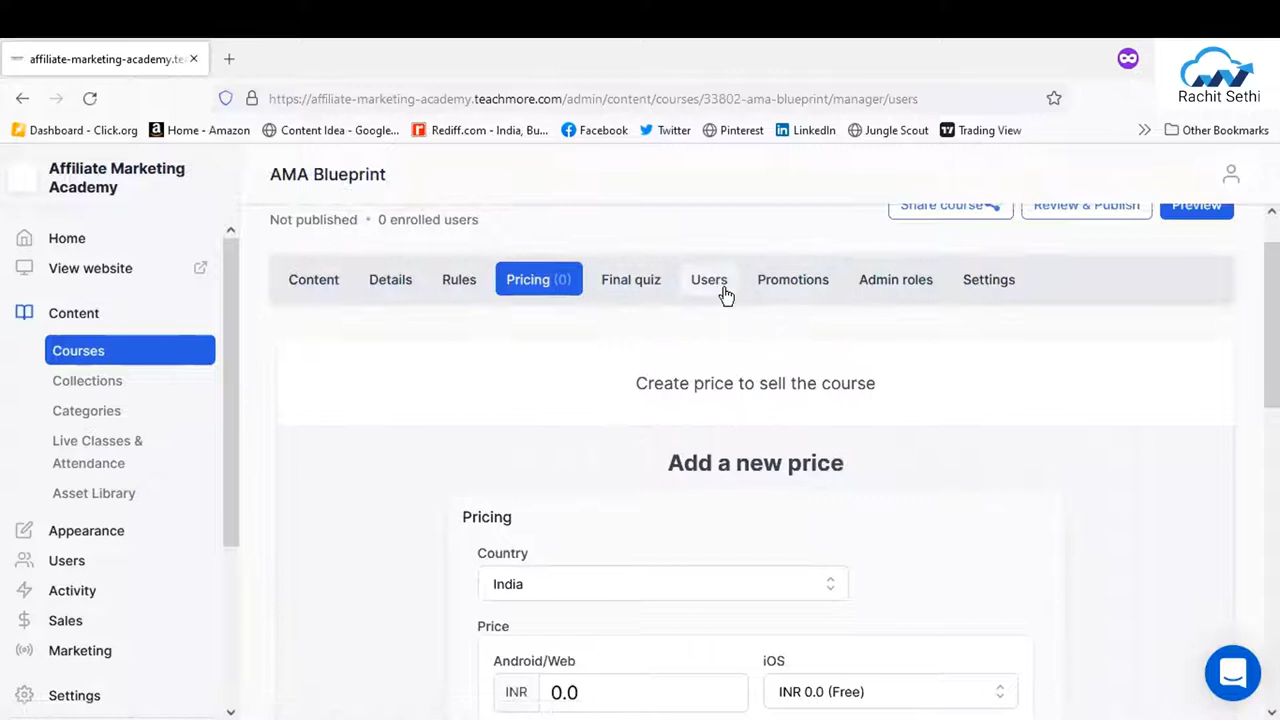 affiliate-marketing-academy.te
https://affiliate-marketing-academy.teachmore.com/admin/content/courses/33802-ama-blueprint/manager/users
Rachit Sethi
Dashboard - Click.org
Home - Amazon
Content Idea - Google...
Rediff.com - India, Bu...
Facebook
Twitter
Pinterest
LinkedIn
Jungle Scout
Trading View
Other Bookmarks
Affiliate Marketing
Academy
Home
View website
Content
Courses
Collections
Categories
Live Classes &
Attendance
Asset Library
Appearance
Users
Activity
Sales
Marketing
Settings
AMA Blueprint
Not published • 0 enrolled users
Share course
Review & Publish
Preview
Content
Details
Rules
Pricing (0)
Final quiz
Users
Promotions
Admin roles
Settings
Create price to sell the course
Add a new price
Pricing
Country
India
Price
Android/Web
INR 0.0
iOS
INR 0.0 (Free)